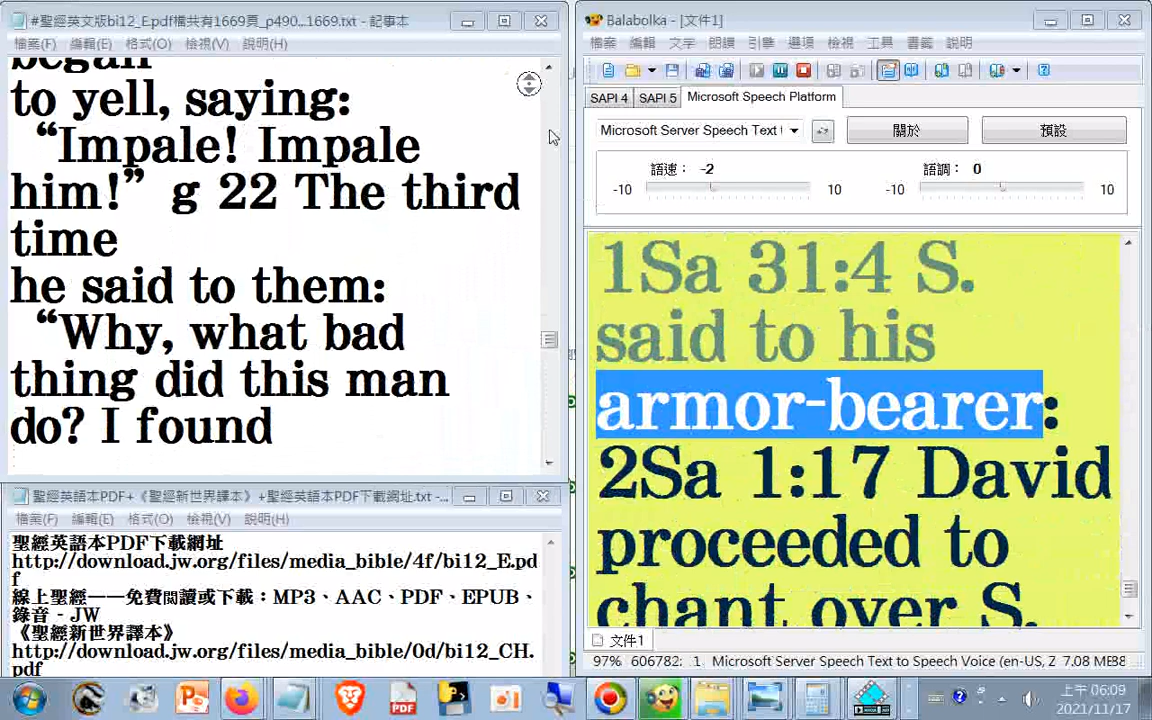 #聖經英文版bi12_E.pdf檔共有1669頁_p490...1669.txt - 記事本
檔案(F) 編輯(E) 格式(O) 檢視(V) 說明(H)
began
to yell, saying:
“Impale! Impale
him!” g 22 The third
time
he said to them:
“Why, what bad
thing did this man
do? I found
聖經英語本PDF+《聖經新世界譯本》+聖經英語本PDF下載網址.txt -...
檔案(F) 編輯(E) 格式(O) 檢視(V) 說明(H)
聖經英語本PDF下載網址
http://download.jw.org/files/media_bible/4f/bi12_E.pd
f
線上聖經——免費閱讀或下載：MP3、AAC、PDF、EPUB、
錄音 - JW
《聖經新世界譯本》
http://download.jw.org/files/media_bible/0d/bi12_CH.
pdf
Balabolka - [文件1]
檔案 編輯 文字 朗讀 引擎 選項 檢視 工具 書籤 說明
SAPI 4 SAPI 5 Microsoft Speech Platform
Microsoft Server Speech Text 關於 預設
語速： -2 語調： 0
-10 10 -10 10
1Sa 31:4 S.
said to his
armor-bearer:
2Sa 1:17 David
proceeded to
chant over S.
文件1
97% 606782: 1 Microsoft Server Speech Text to Speech Voice (en-US, Z 7.08 MB
上午 06:09
2021/11/17